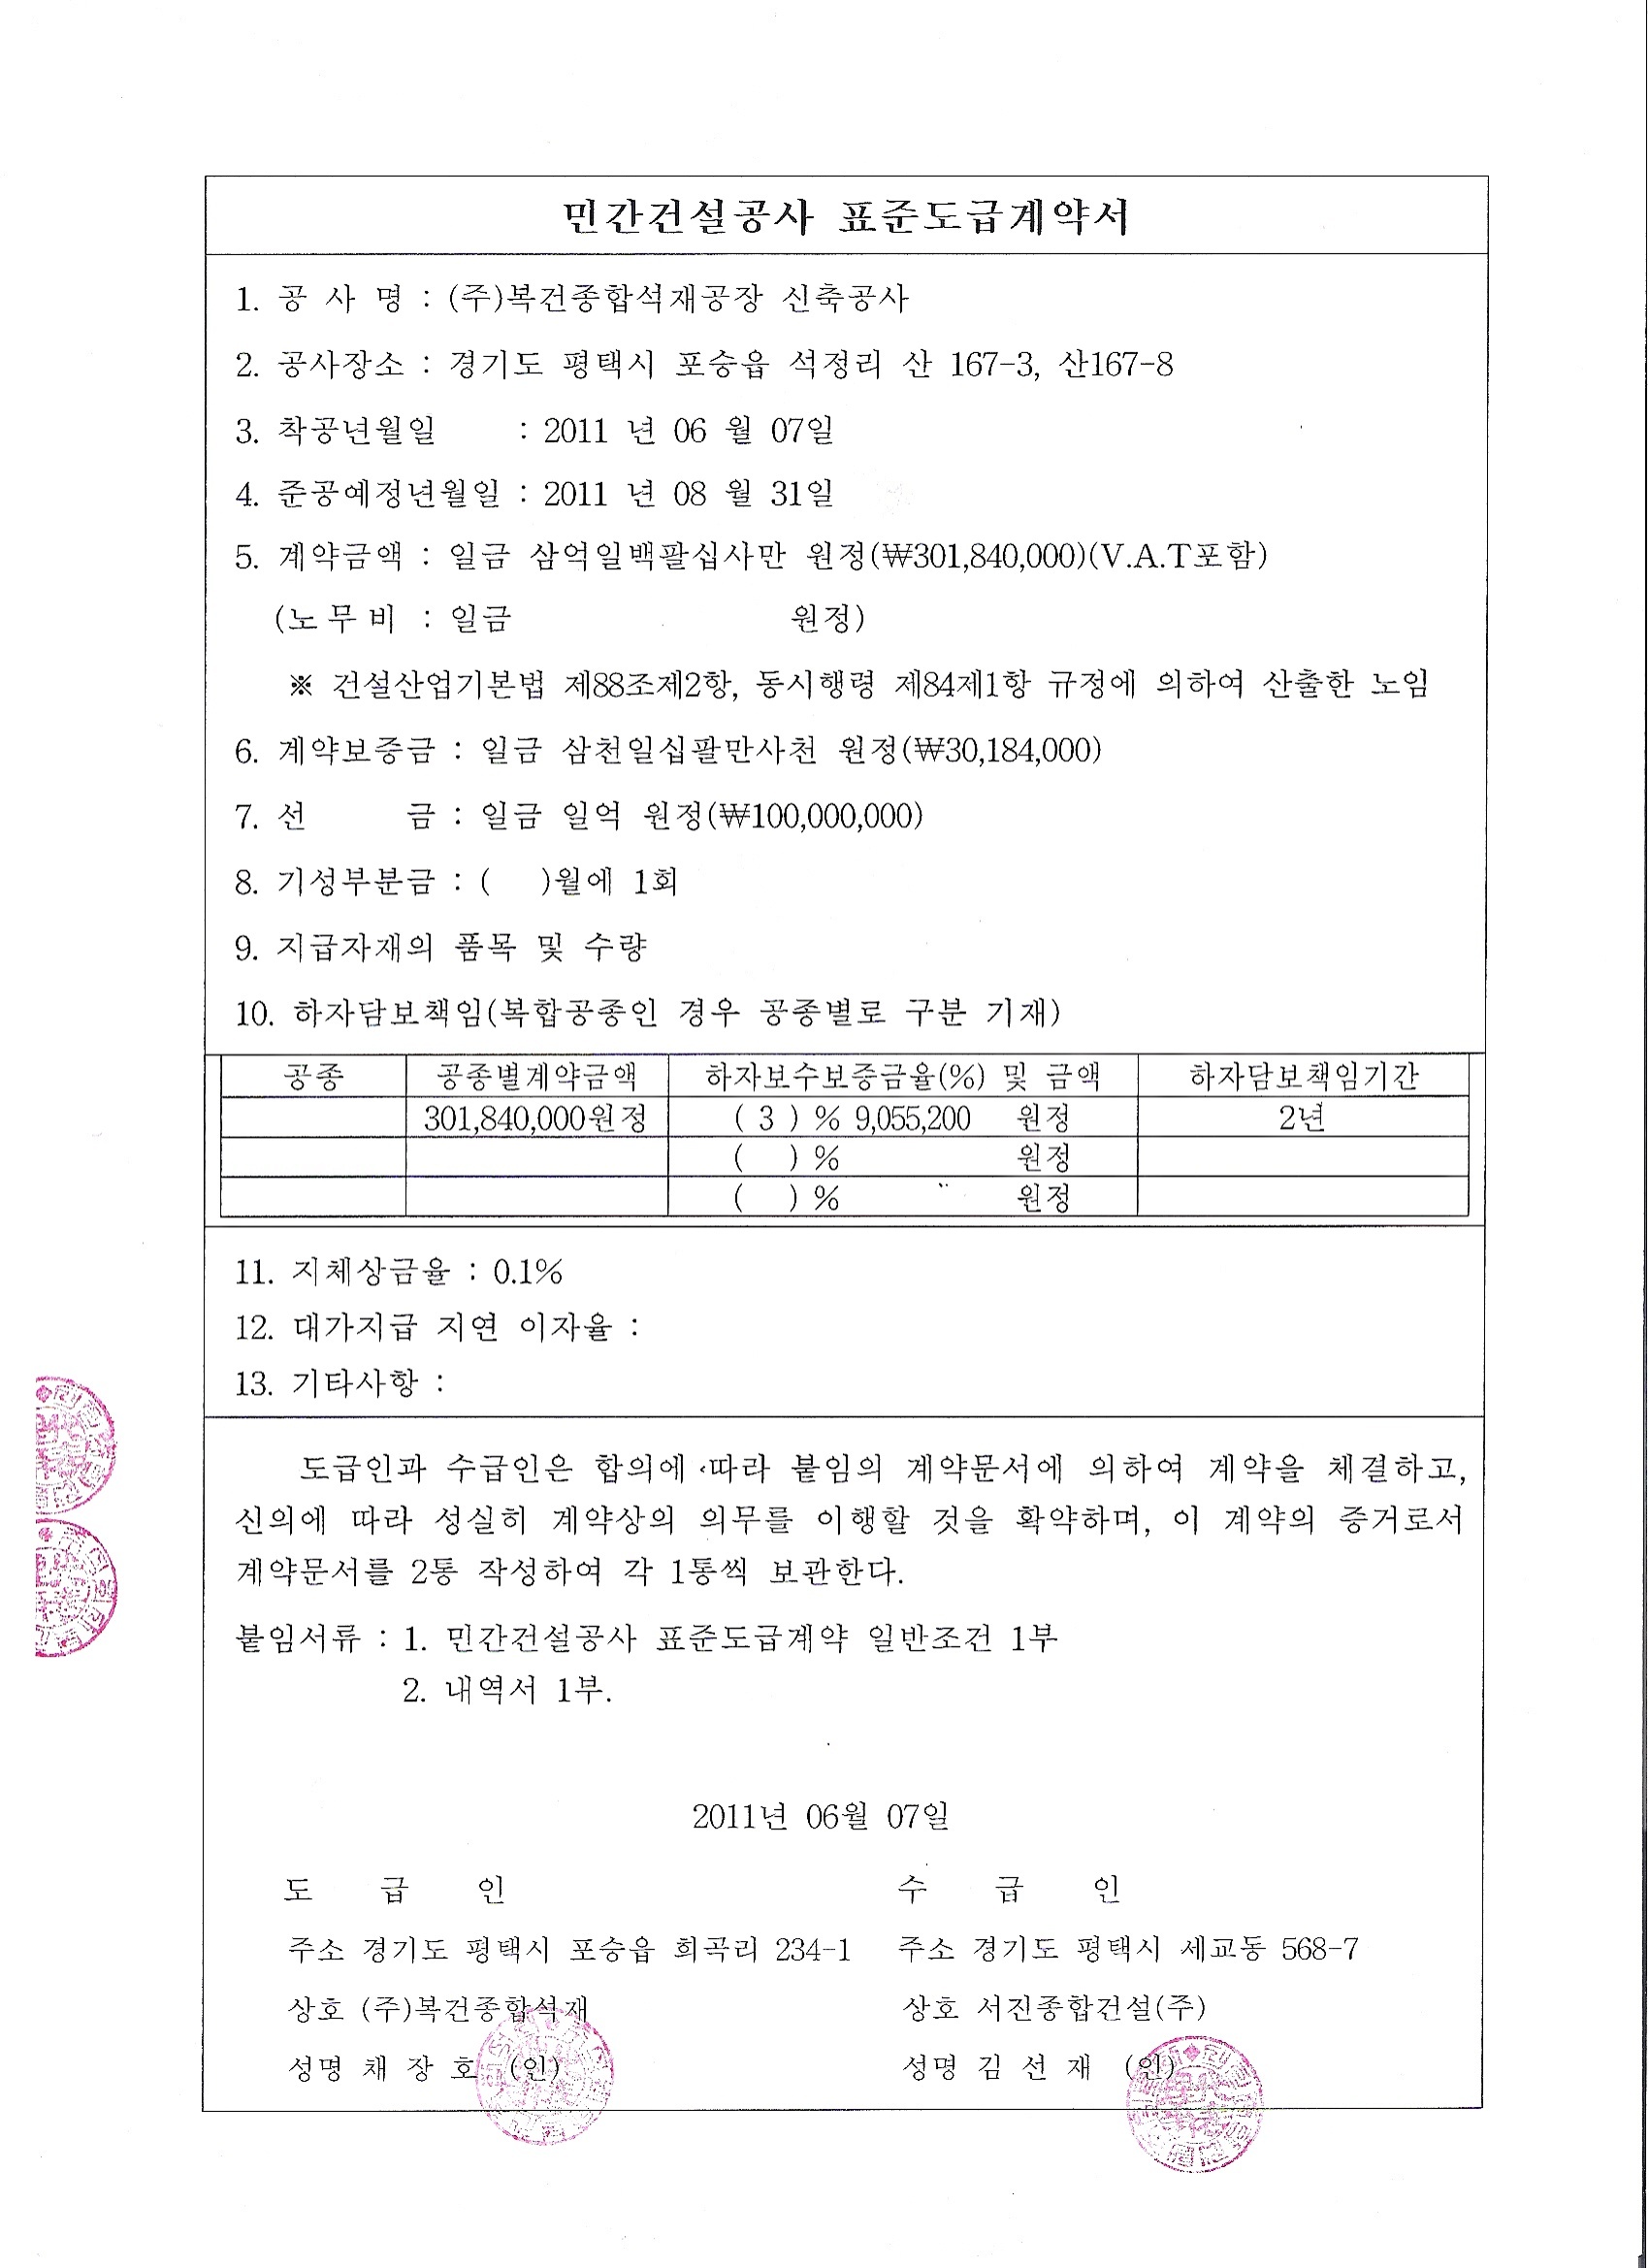 민간건설공사 표준도급계약서
1. 공 사 명 : (주)복건종합석재공장 신축공사
2. 공사장소 : 경기도 평택시 포승읍 석정리 산 167-3, 산167-8
3. 착공년월일 : 2011 년 06 월 07일
4. 준공예정년월일 : 2011 년 08 월 31일
5. 계약금액 : 일금 삼억일백팔십사만 원정(₩301,840,000)(V.A.T포함)
(노 무 비 : 일금 원정)
※ 건설산업기본법 제88조제2항, 동시행령 제84제1항 규정에 의하여 산출한 노임
6. 계약보증금 : 일금 삼천일십팔만사천 원정(₩30,184,000)
7. 선 금 : 일금 일억 원정(₩100,000,000)
8. 기성부분금 : ( )월에 1회
9. 지급자재의 품목 및 수량
10. 하자담보책임(복합공종인 경우 공종별로 구분 기재)
공종 공종별계약금액 하자보수보증금율(%) 및 금액 하자담보책임기간
301,840,000원정 ( 3 ) % 9,055,200 원정 2년
( ) % 원정
( ) % 원정
11. 지체상금율 : 0.1%
12. 대가지급 지연 이자율 :
13. 기타사항 :
도급인과 수급인은 합의에 따라 붙임의 계약문서에 의하여 계약을 체결하고,
신의에 따라 성실히 계약상의 의무를 이행할 것을 확약하며, 이 계약의 증거로서
계약문서를 2통 작성하여 각 1통씩 보관한다.
붙임서류 : 1. 민간건설공사 표준도급계약 일반조건 1부
2. 내역서 1부.
2011년 06월 07일
도 급 인 수 급 인
주소 경기도 평택시 포승읍 희곡리 234-1 주소 경기도 평택시 세교동 568-7
상호 (주)복건종합석재 상호 서진종합건설(주)
성명 채 장 호 (인) 성명 김 선 재 (인)